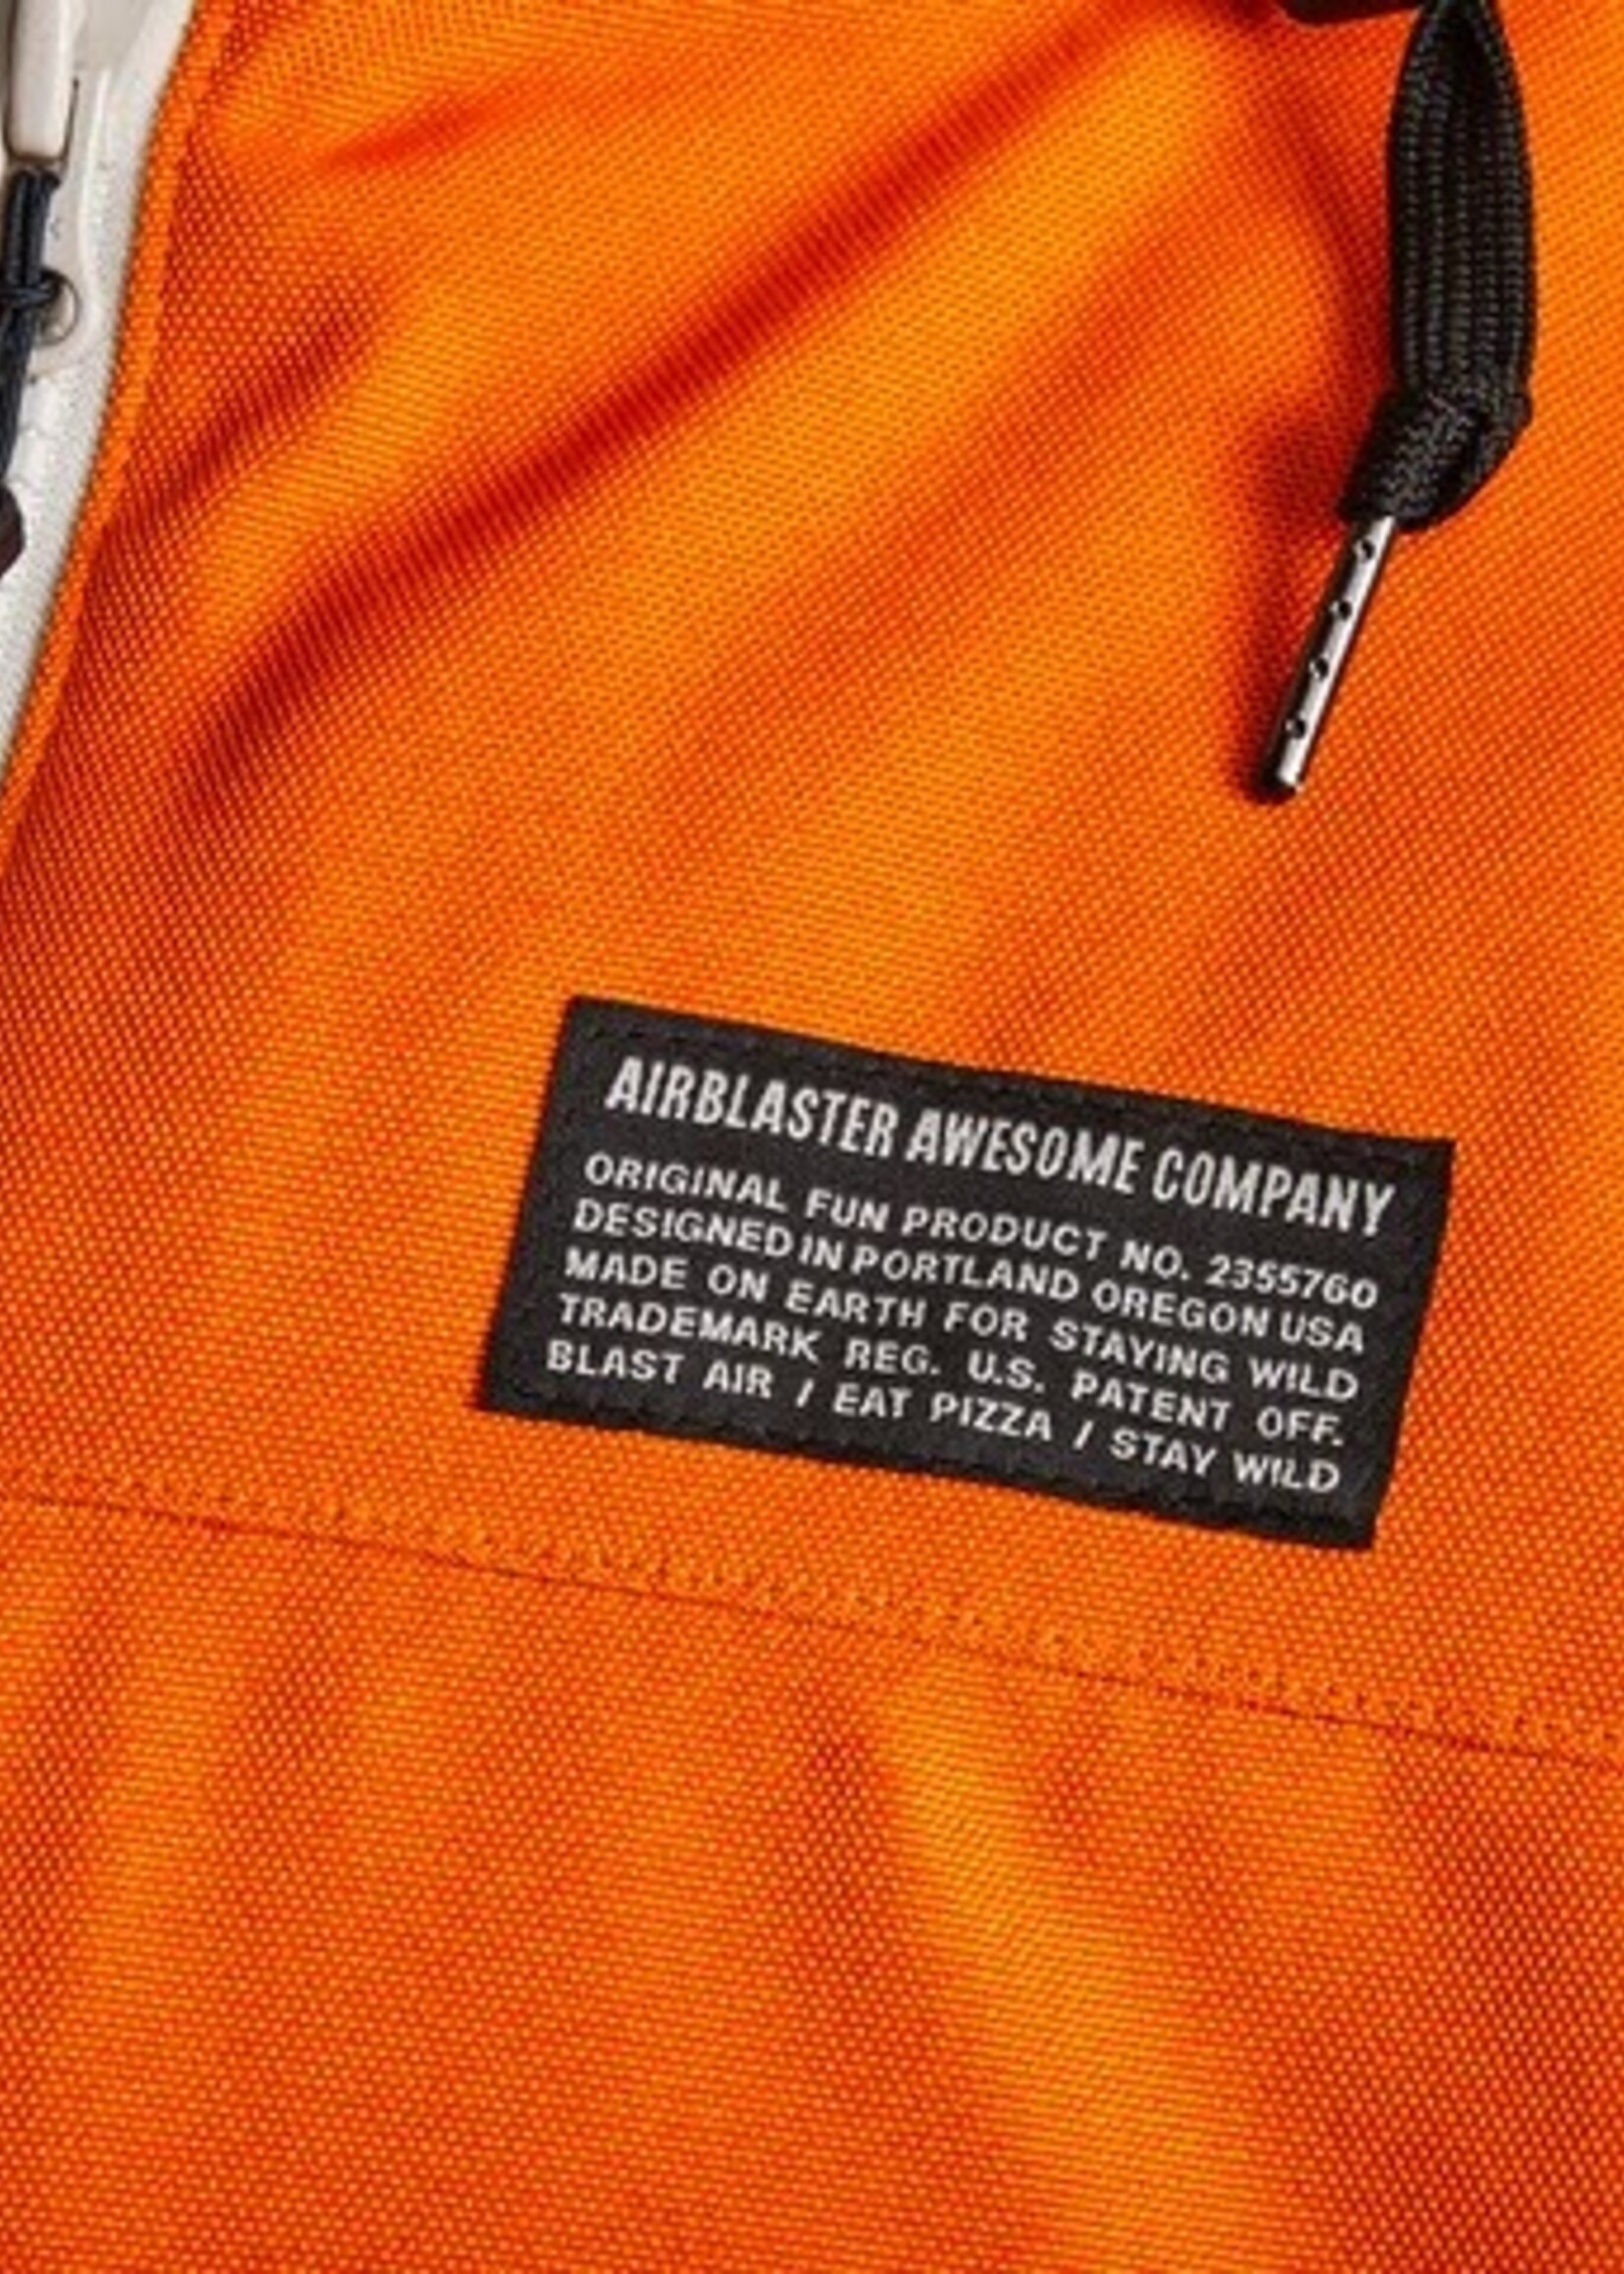 AIRBLASTER AWESOME COMPANY
ORIGINAL FUN PRODUCT NO. 2355760
DESIGNED IN PORTLAND OREGON USA
MADE ON EARTH FOR STAYING WILD
TRADEMARK REG. U.S. PATENT OFF.
BLAST AIR / EAT PIZZA / STAY WILD